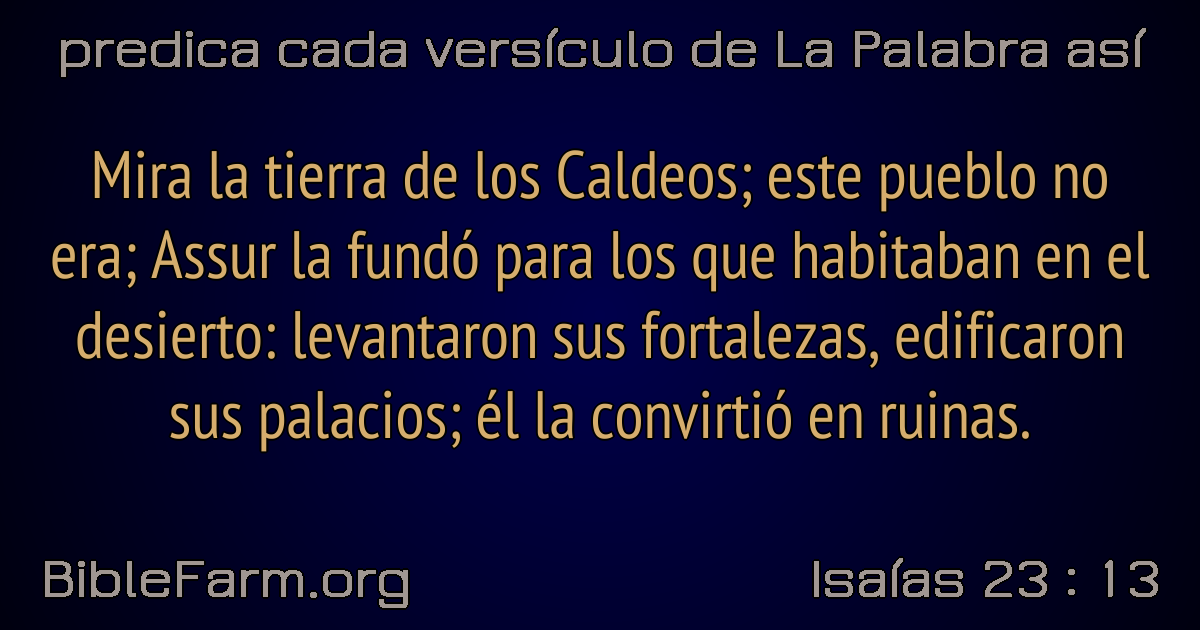 predica cada versículo de La Palabra así
Mira la tierra de los Caldeos; este pueblo no
era; Assur la fundó para los que habitaban en el
desierto: levantaron sus fortalezas, edificaron
sus palacios; él la convirtió en ruinas.
BibleFarm.org
Isaías 23 : 13